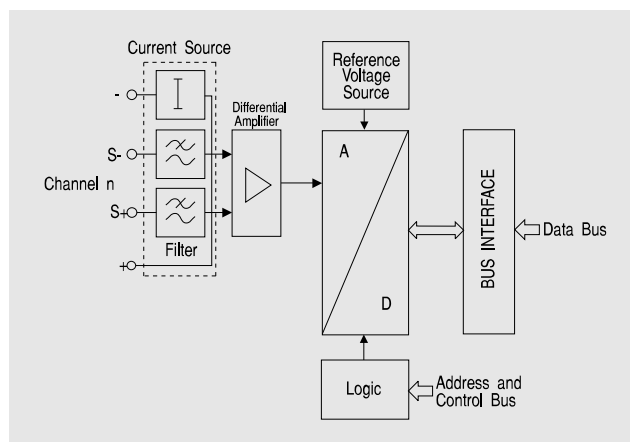 Current Source
-
I
S-
Channel n
S+
Filter
+
Differential
Amplifier
Reference
Voltage
Source
A
D
BUS INTERFACE
Data Bus
Logic
Address and
Control Bus